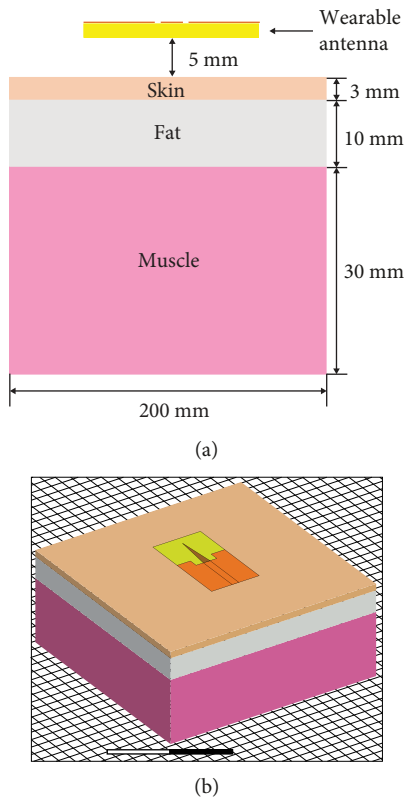 Wearable
antenna
5 mm
Skin
3 mm
Fat
10 mm
Muscle
30 mm
200 mm
(a)
(b)